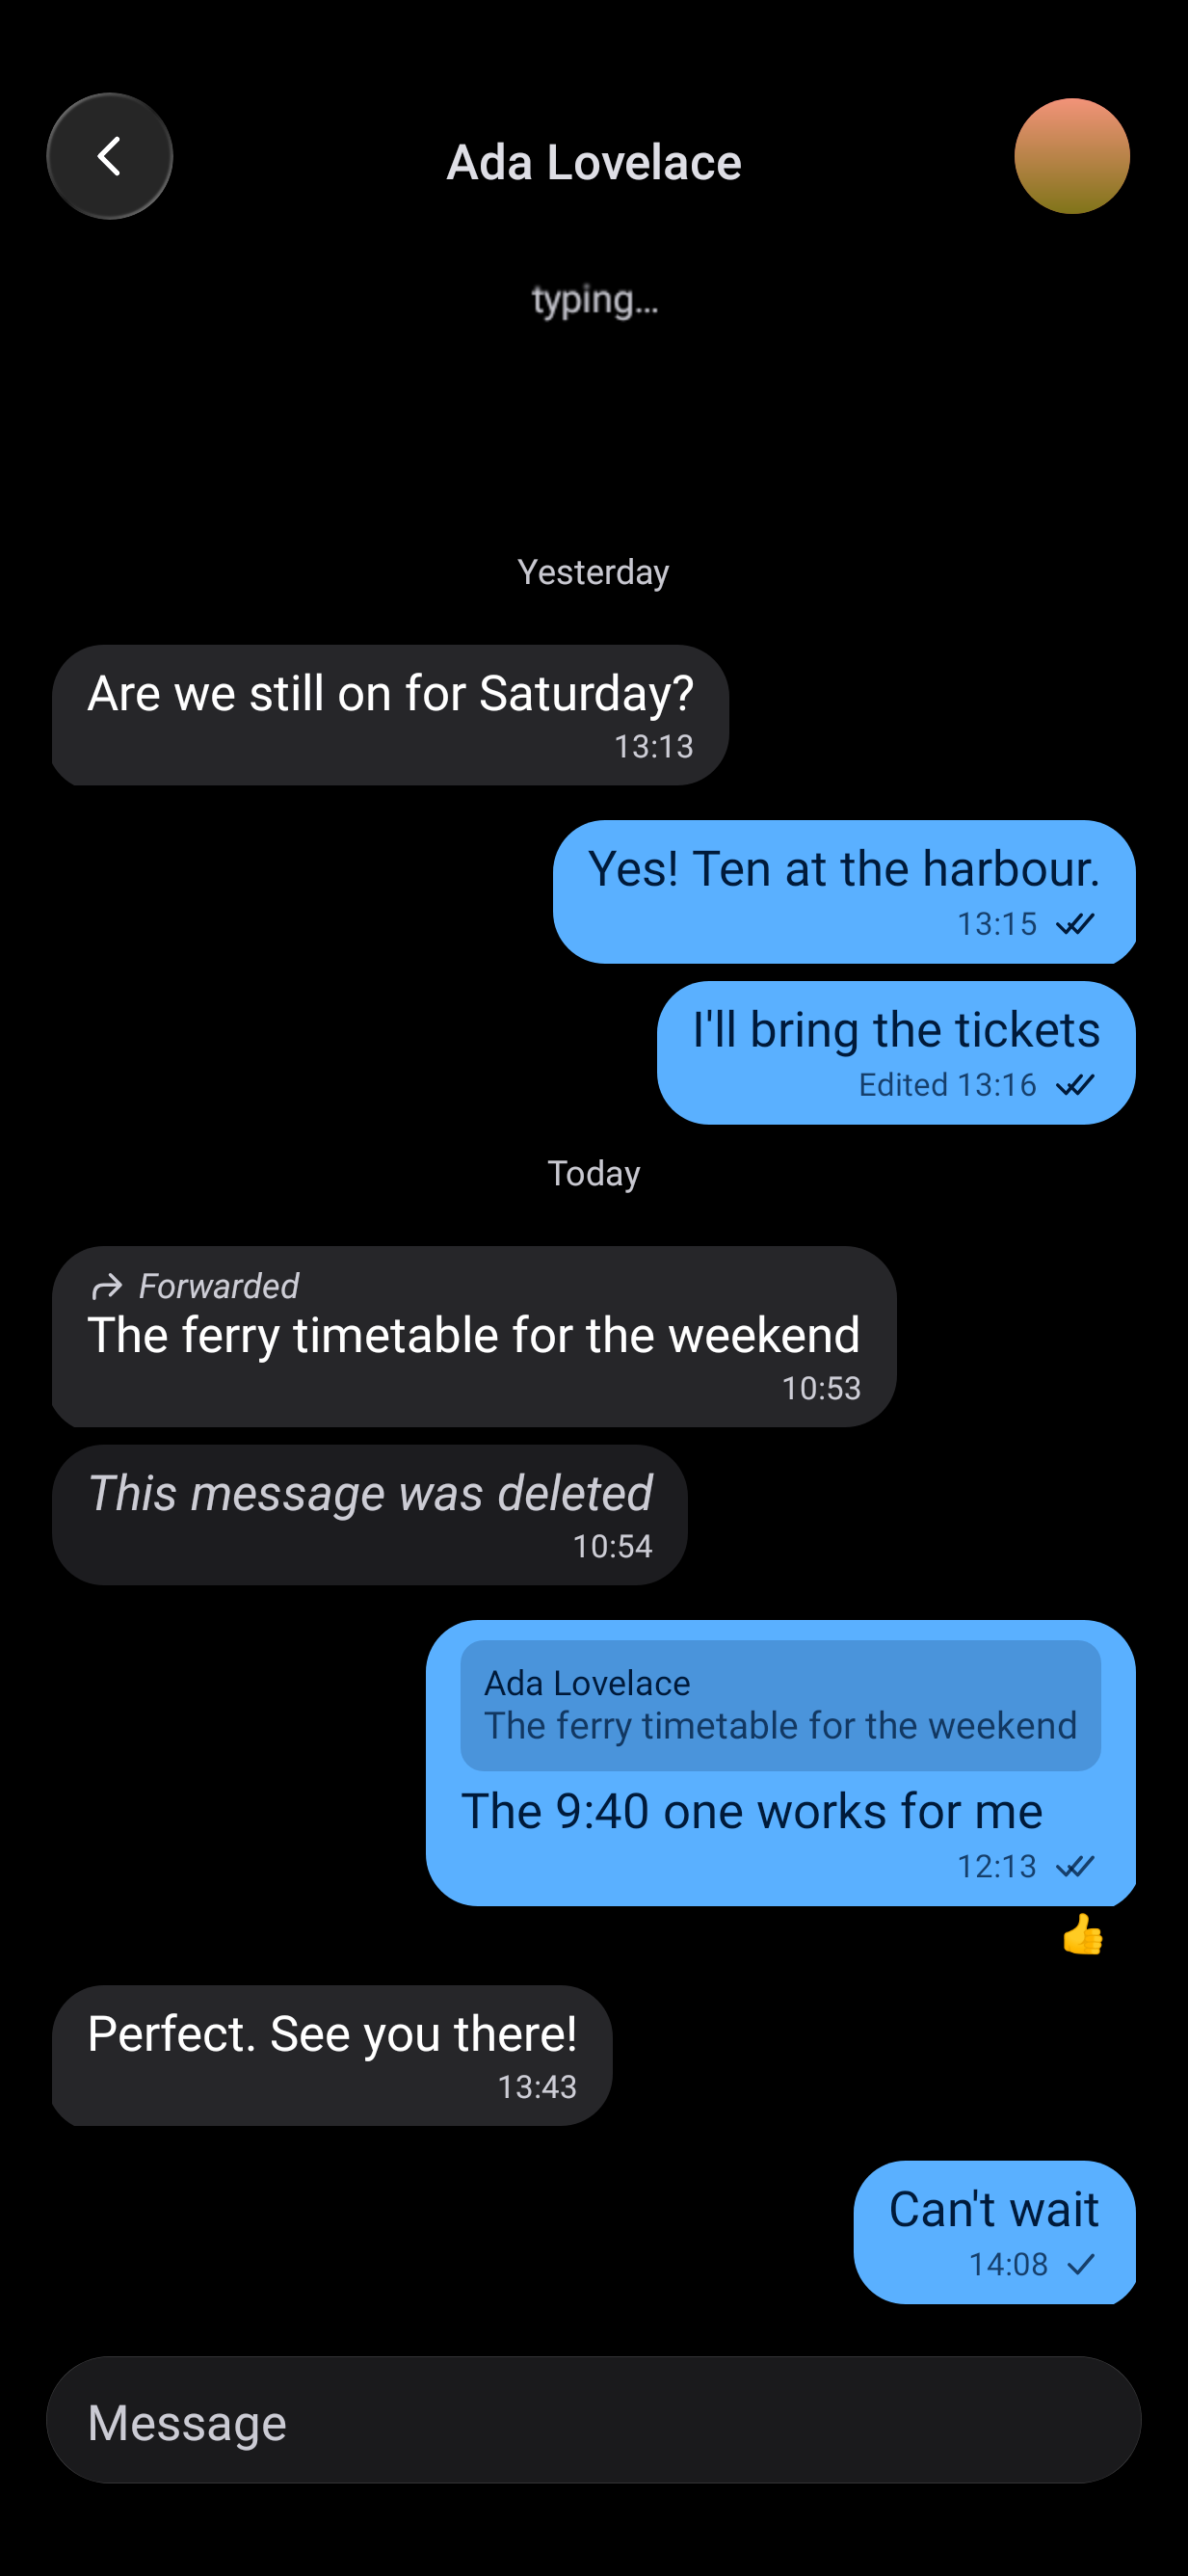 Ada Lovelace
typing…
Yesterday
Are we still on for Saturday?
13:13
Yes! Ten at the harbour.
13:15
I'll bring the tickets
Edited 13:16
Today
Forwarded
The ferry timetable for the weekend
10:53
This message was deleted
10:54
Ada Lovelace
The ferry timetable for the weekend
The 9:40 one works for me
12:13
👍
Perfect. See you there!
13:43
Can't wait
14:08
Message